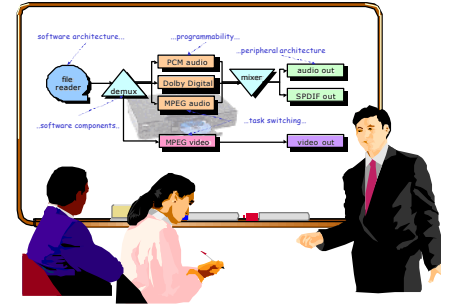 software architecture...
...programmability...
...peripheral architecture
PCM audio
file
reader
demux
Dolby Digital
mixer
audio out
MPEG audio
SPDIF out
..software components..
...task switching...
MPEG video
video out